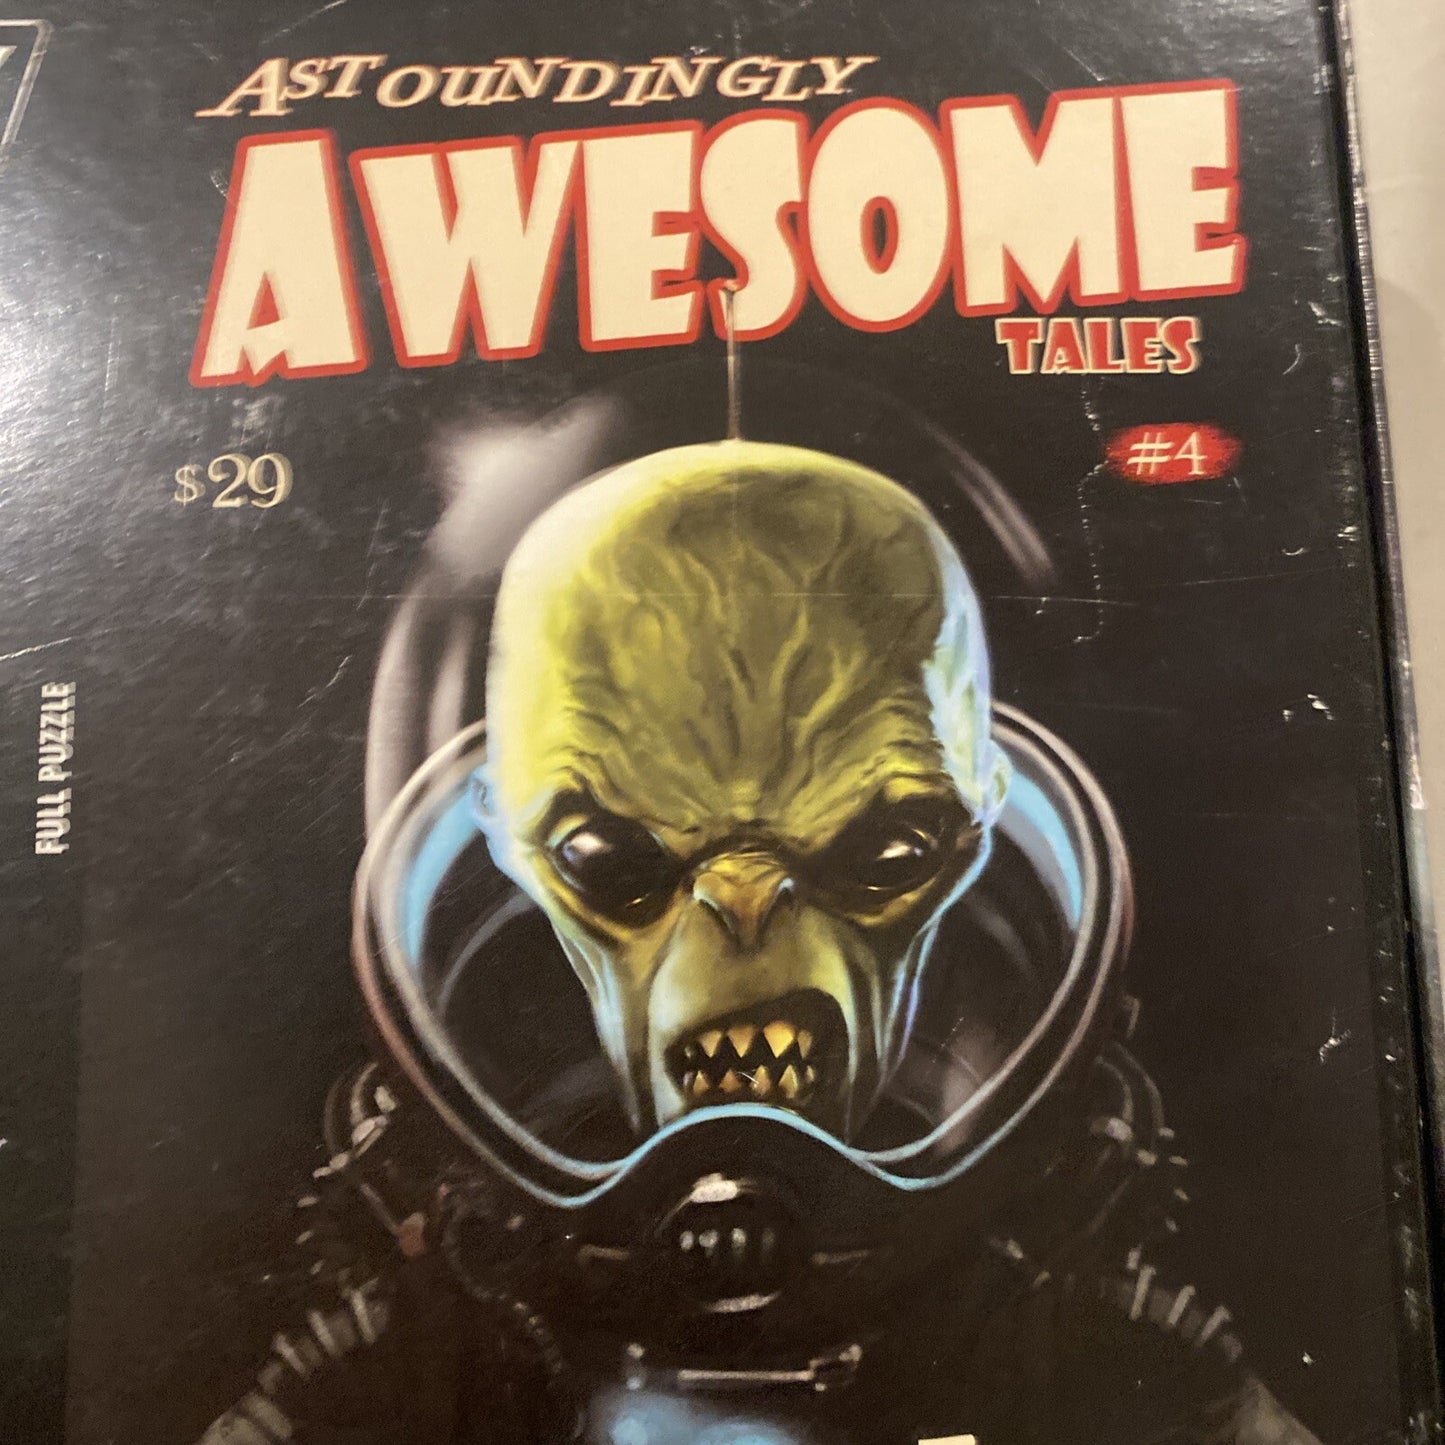 ASTOUNDINGLY
AWESOME
TALES
$29
#4
FULL PUZZLE